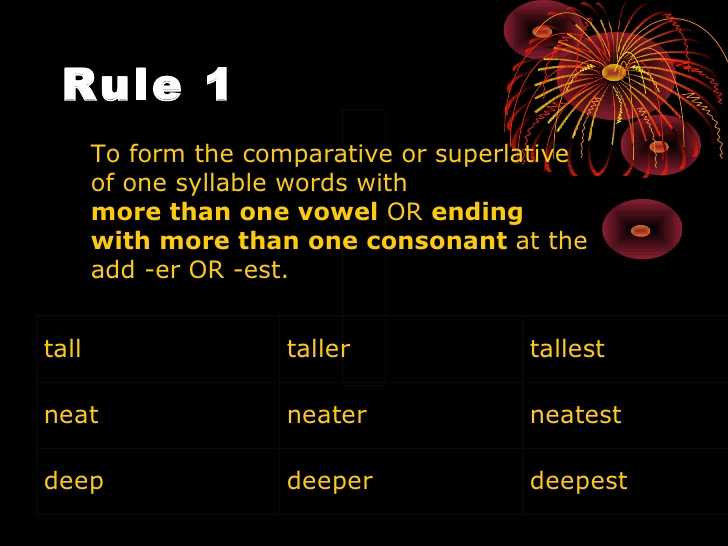 Rule 1
To form the comparative or superlative
of one syllable words with
more than one vowel OR ending
with more than one consonant at the
add -er OR -est.
tall taller tallest
neat neater neatest
deep deeper deepest